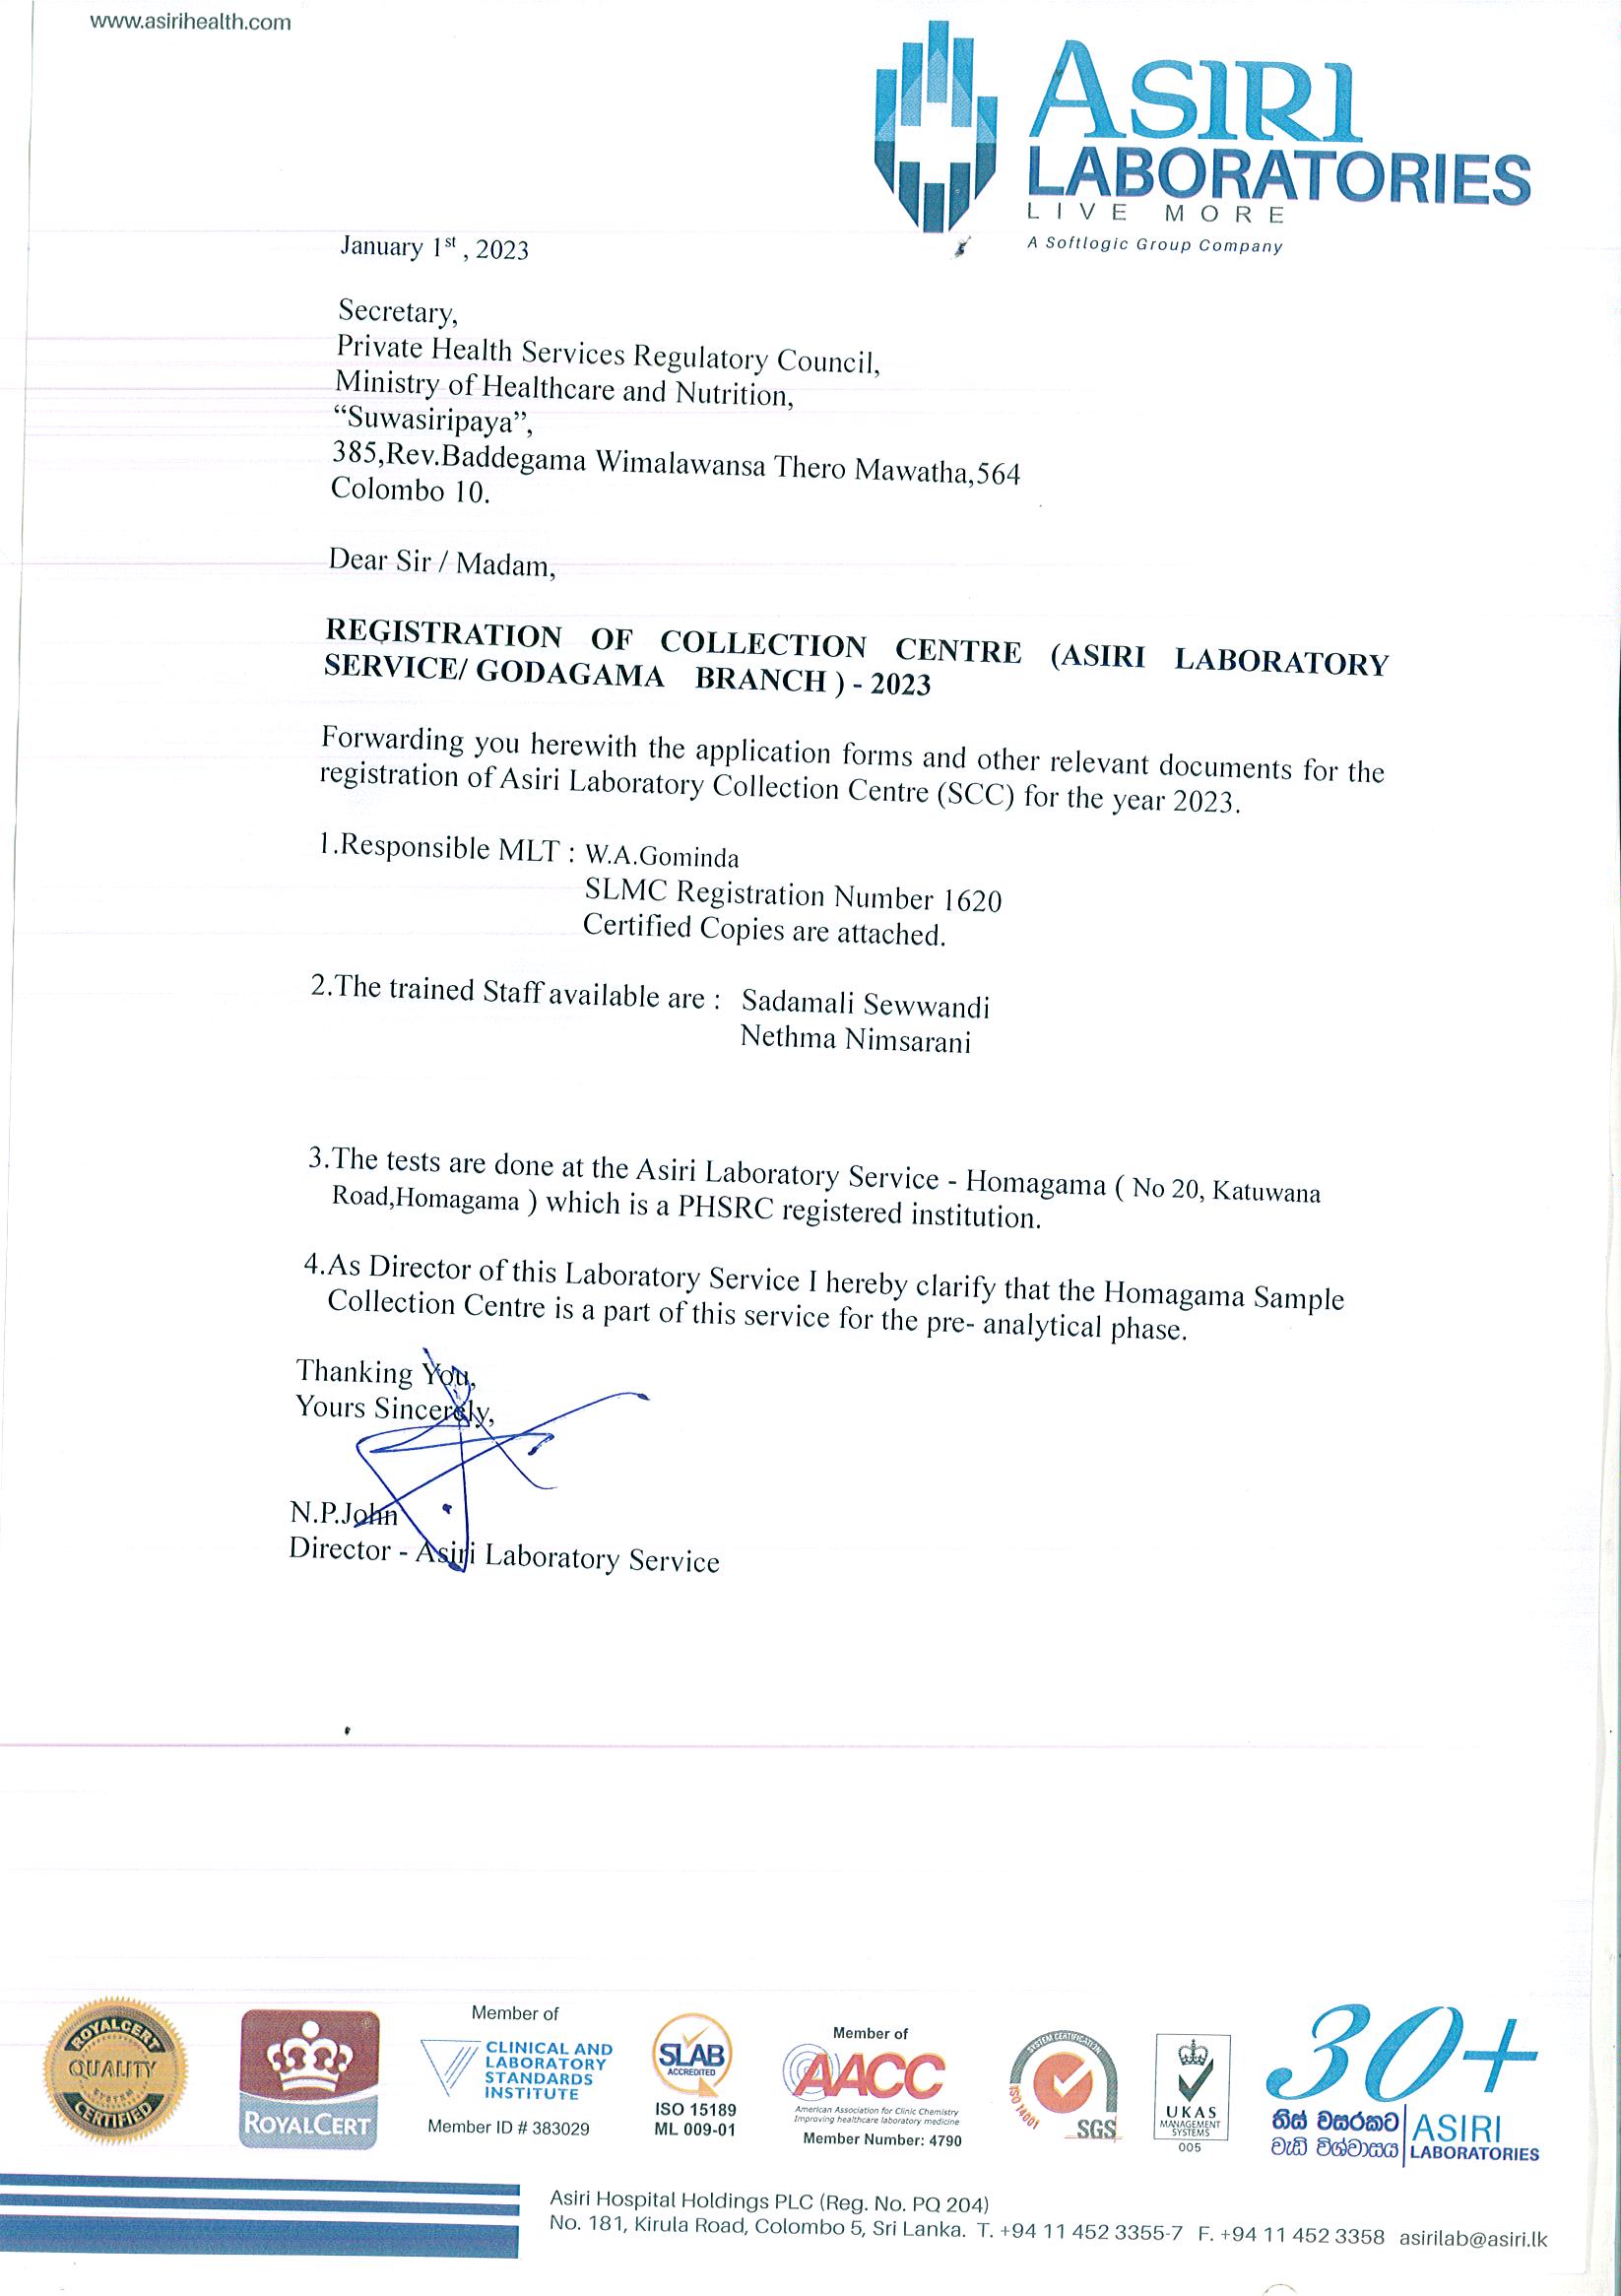 www.asirihealth.com
ASIRI
LABORATORIES
LIVE MORE
A Softlogic Group Company
January 1st , 2023
Secretary,
Private Health Services Regulatory Council,
Ministry of Healthcare and Nutrition,
“Suwasiripaya”,
385,Rev.Baddegama Wimalawansa Thero Mawatha,564
Colombo 10.
Dear Sir / Madam,
REGISTRATION OF COLLECTION CENTRE (ASIRI LABORATORY
SERVICE/ GODAGAMA BRANCH ) - 2023
Forwarding you herewith the application forms and other relevant documents for the
registration of Asiri Laboratory Collection Centre (SCC) for the year 2023.
1.Responsible MLT : W.A.Gominda
SLMC Registration Number 1620
Certified Copies are attached.
2.The trained Staff available are : Sadamali Sewwandi
Nethma Nimsarani
3.The tests are done at the Asiri Laboratory Service - Homagama ( No 20, Katuwana
Road,Homagama ) which is a PHSRC registered institution.
4.As Director of this Laboratory Service I hereby clarify that the Homagama Sample
Collection Centre is a part of this service for the pre- analytical phase.
Thanking You,
Yours Sincerely,
N.P.John
Director - Asiri Laboratory Service
ROYALCERT
QUALITY
SYSTEM
CERTIFIED
ROYALCERT
Member of
CLINICAL AND
LABORATORY
STANDARDS
INSTITUTE
Member ID # 383029
SLAB
ACCREDITED
ISO 15189
ML 009-01
Member of
AACC
American Association for Clinic Chemistry
Improving healthcare laboratory medicine
Member Number: 4790
SYSTEM CERTIFICATION
ISO 14001
SGS
UKAS
MANAGEMENT
SYSTEMS
005
30+
තිස් වසරකට
වැඩි විශ්වාසය
ASIRI
LABORATORIES
Asiri Hospital Holdings PLC (Reg. No. PQ 204)
No. 181, Kirula Road, Colombo 5, Sri Lanka. T. +94 11 452 3355-7 F. +94 11 452 3358 asirilab@asiri.lk